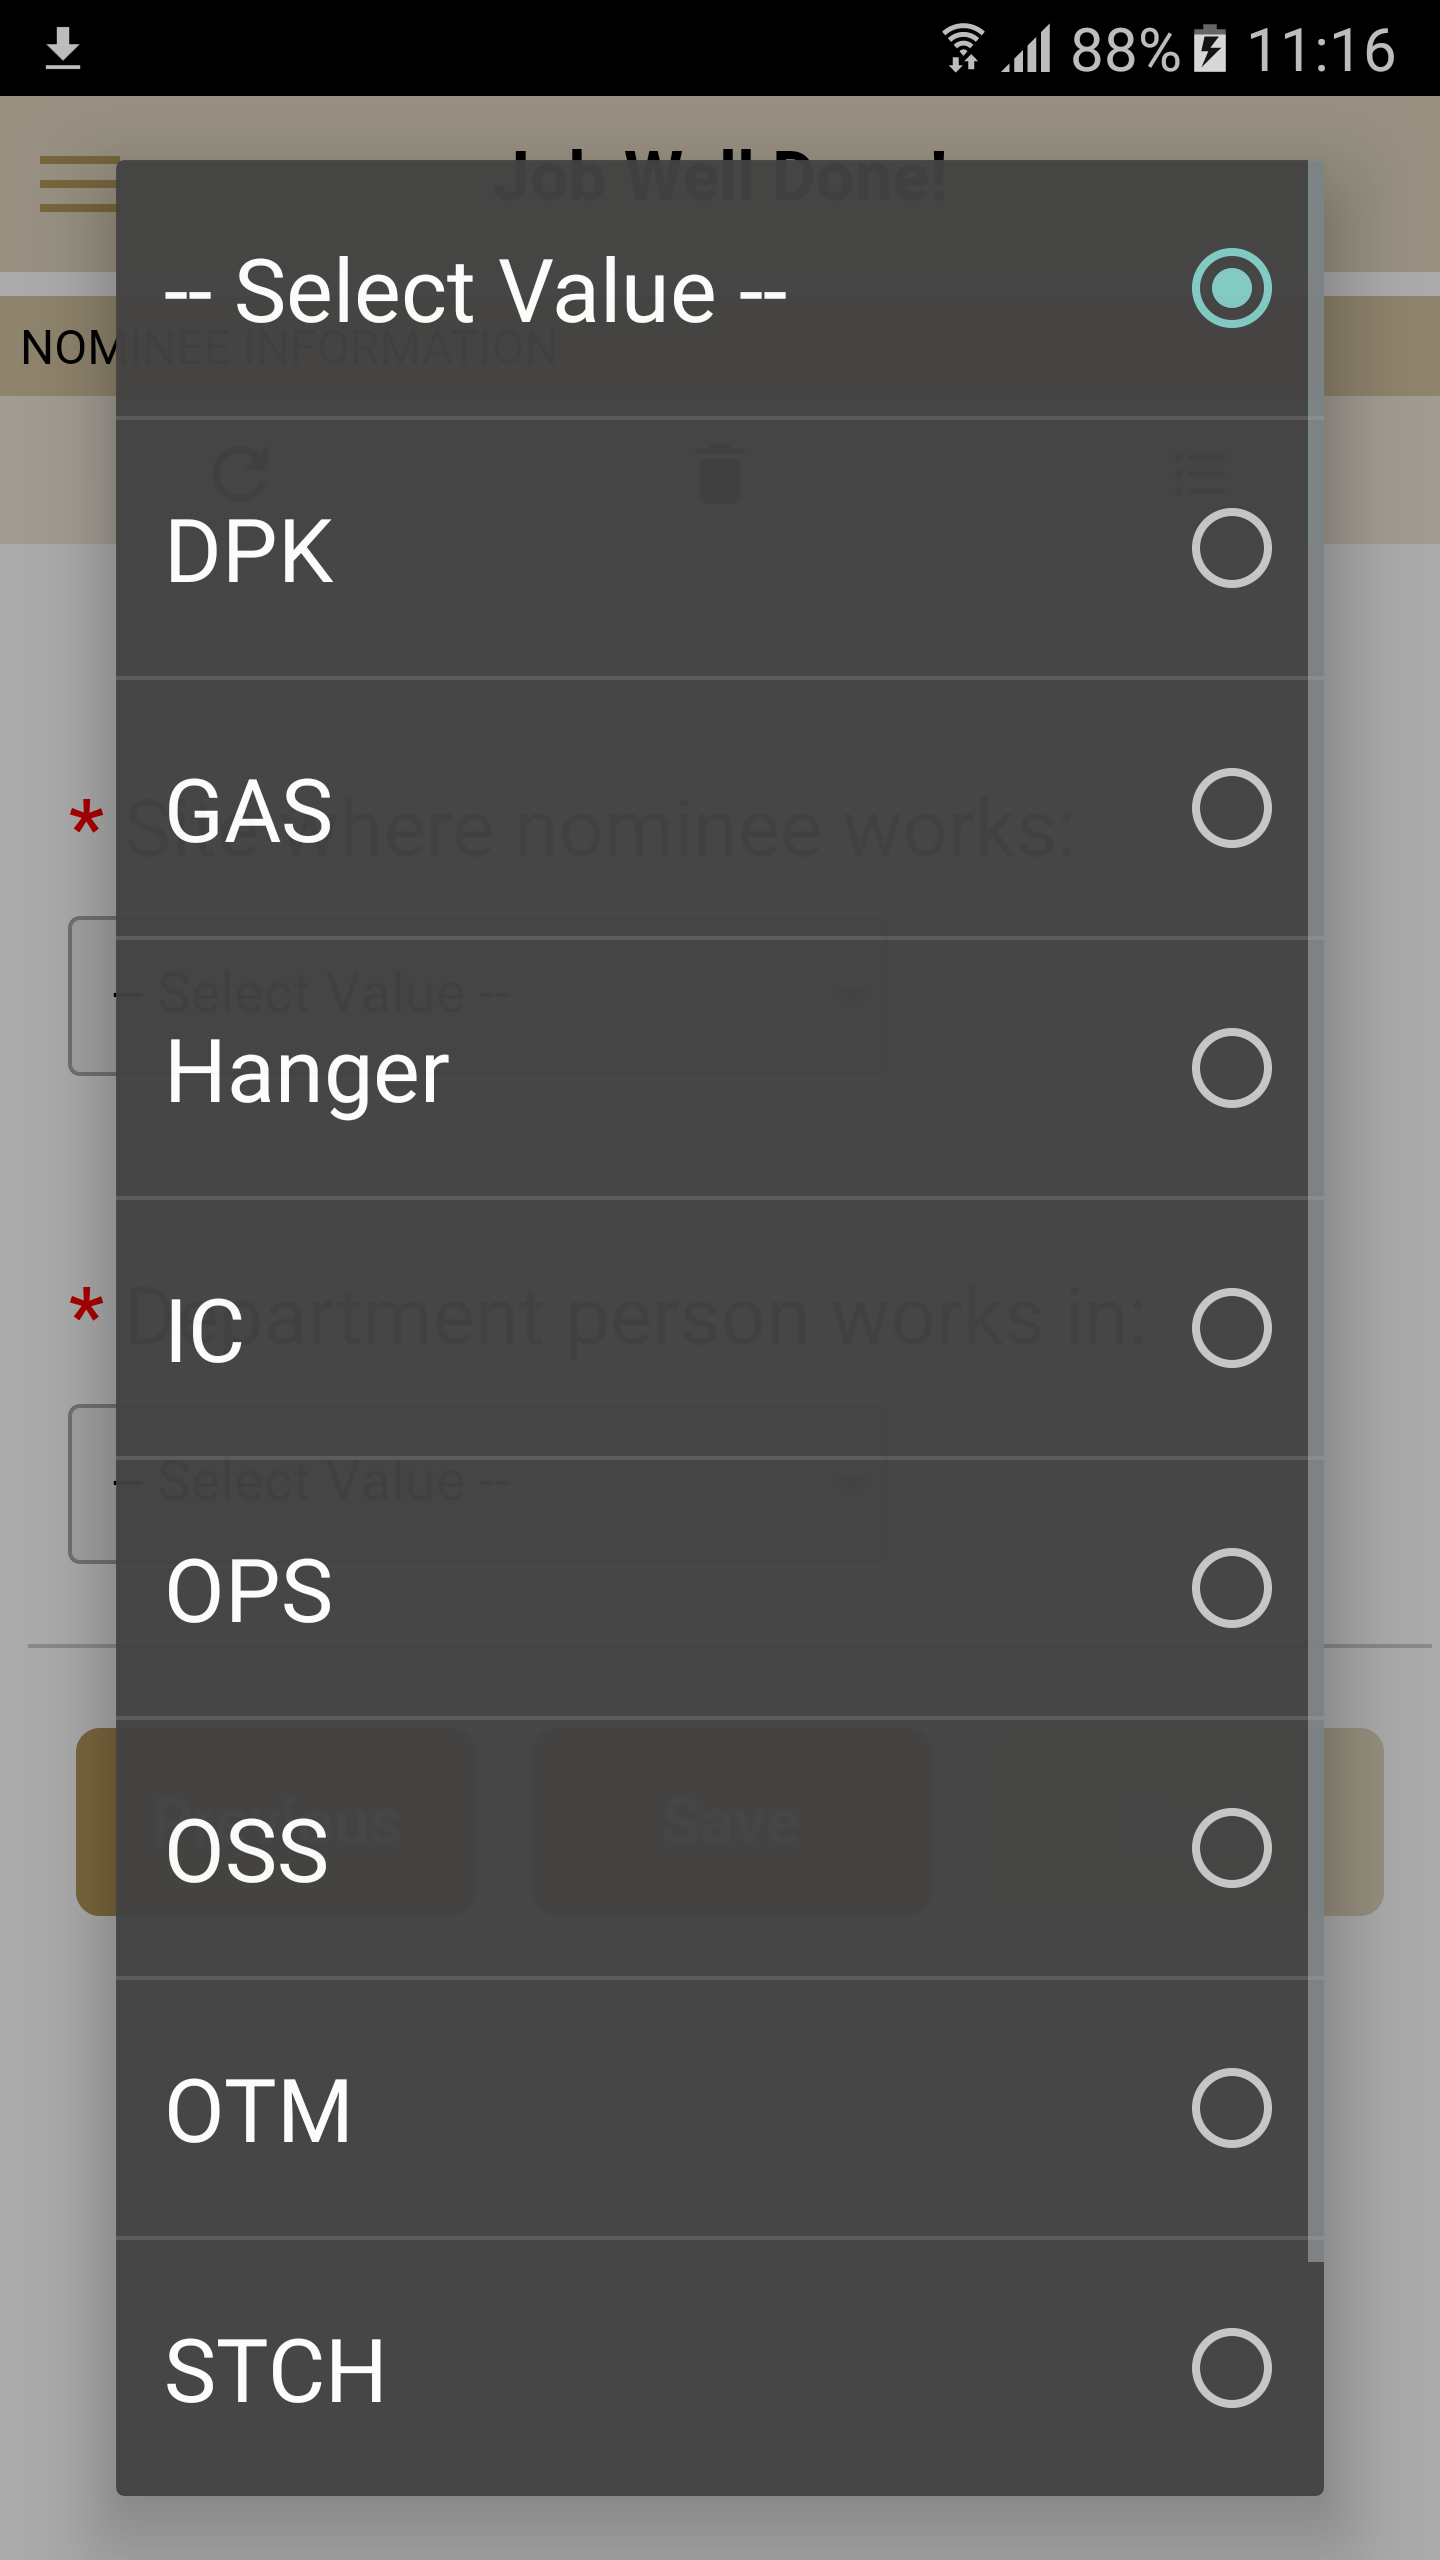 88% 11:16
Job Well Done!
-- Select Value --
NOMINEE INFORMATION
DPK
GAS
* Site where nominee works:
-- Select Value --
Hanger
IC
* Department person works in:
-- Select Value --
OPS
Previous Save
OSS
OTM
STCH